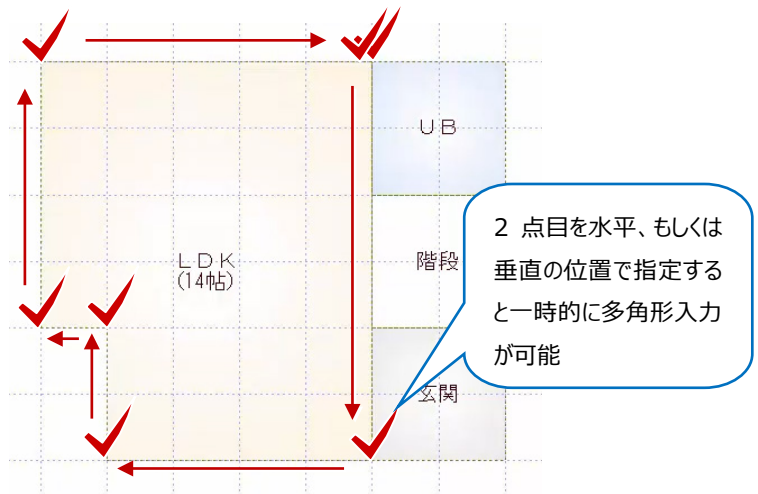 ＵＢ
２ 点目を水平、もしくは
垂直の位置で指定する
と一時的に多角形入力
が可能
ＬＤＫ
(14帖)
階段
玄関